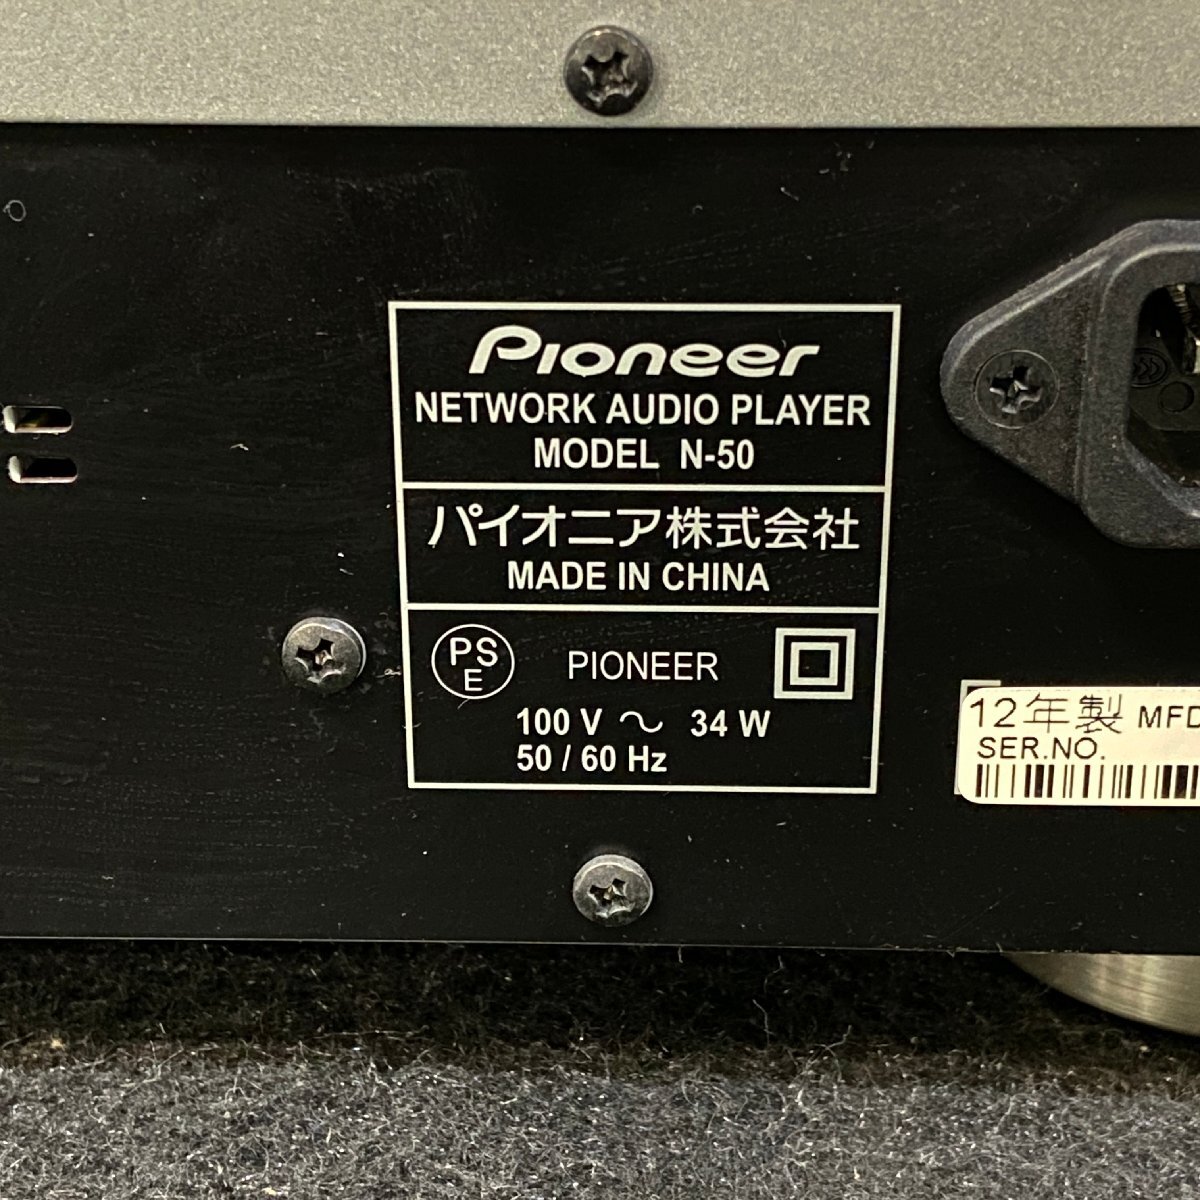 Pioneer
NETWORK AUDIO PLAYER
MODEL N-50
パイオニア株式会社
MADE IN CHINA
PS
E
PIONEER
100 V ～ 34 W
50 / 60 Hz
12年製 MFD
SER.NO.